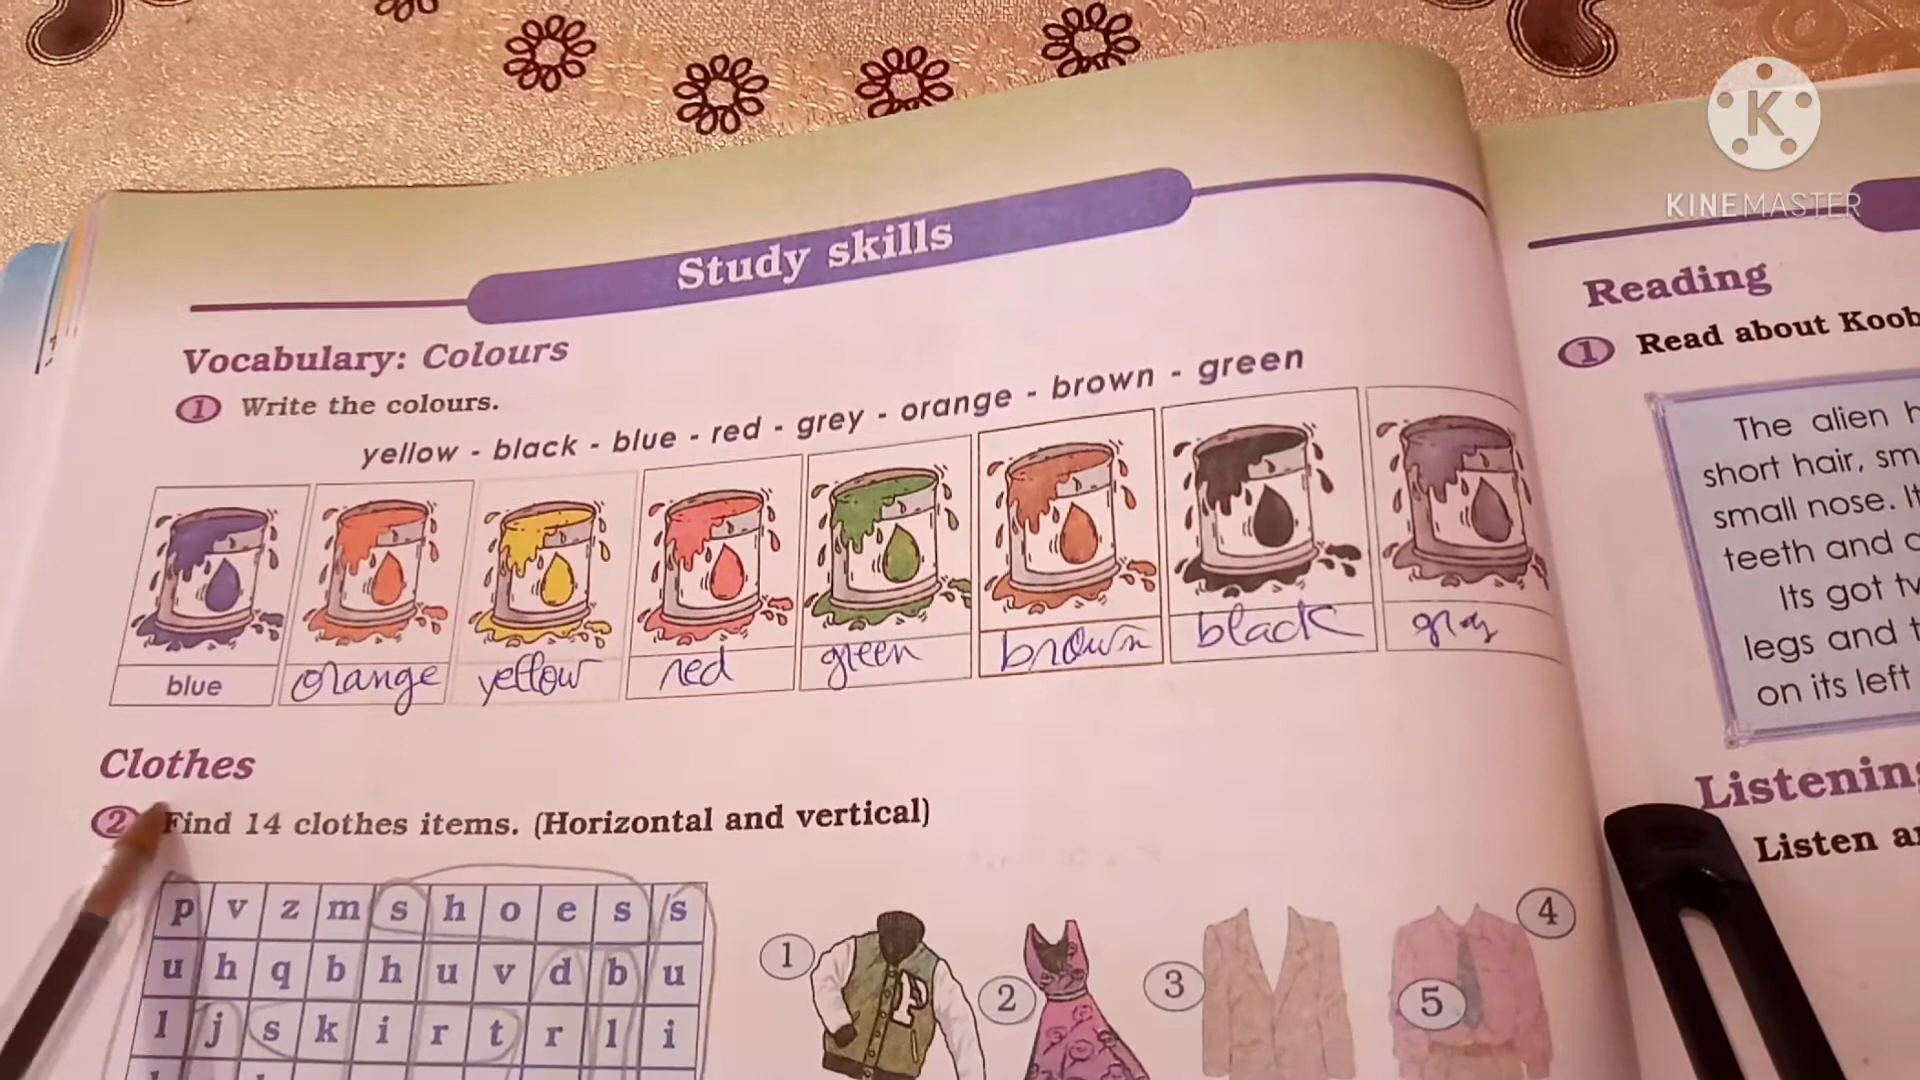 K
KINEMASTER
Study skills
Vocabulary: Colours
1 Write the colours.
yellow - black - blue - red - grey - orange - brown - green
blue orange yellow red green brown black gray
Clothes
2 Find 14 clothes items. (Horizontal and vertical)
p v z m s h o e s s
u h q b h u v d b u
l j s k i r t r l i
1 2 3 4 5
P
Reading
1 Read about Koob
The alien h
short hair, sm
small nose. It
teeth and
Its got tw
legs and t
on its left
Listening
Listen an